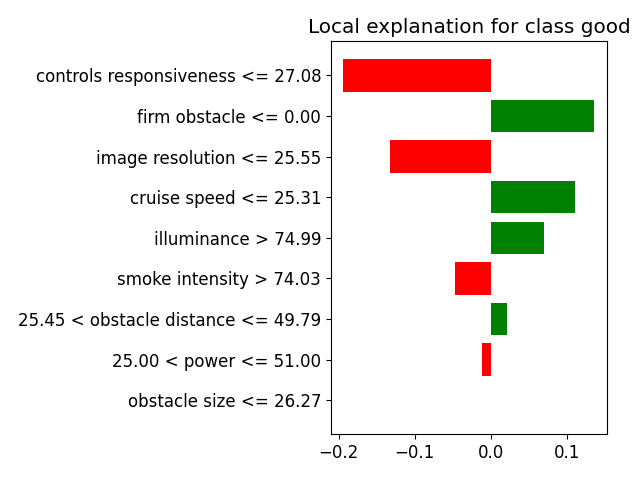 Local explanation for class good
controls responsiveness <= 27.08
firm obstacle <= 0.00
image resolution <= 25.55
cruise speed <= 25.31
illuminance > 74.99
smoke intensity > 74.03
25.45 < obstacle distance <= 49.79
25.00 < power <= 51.00
obstacle size <= 26.27
−0.2 −0.1 0.0 0.1